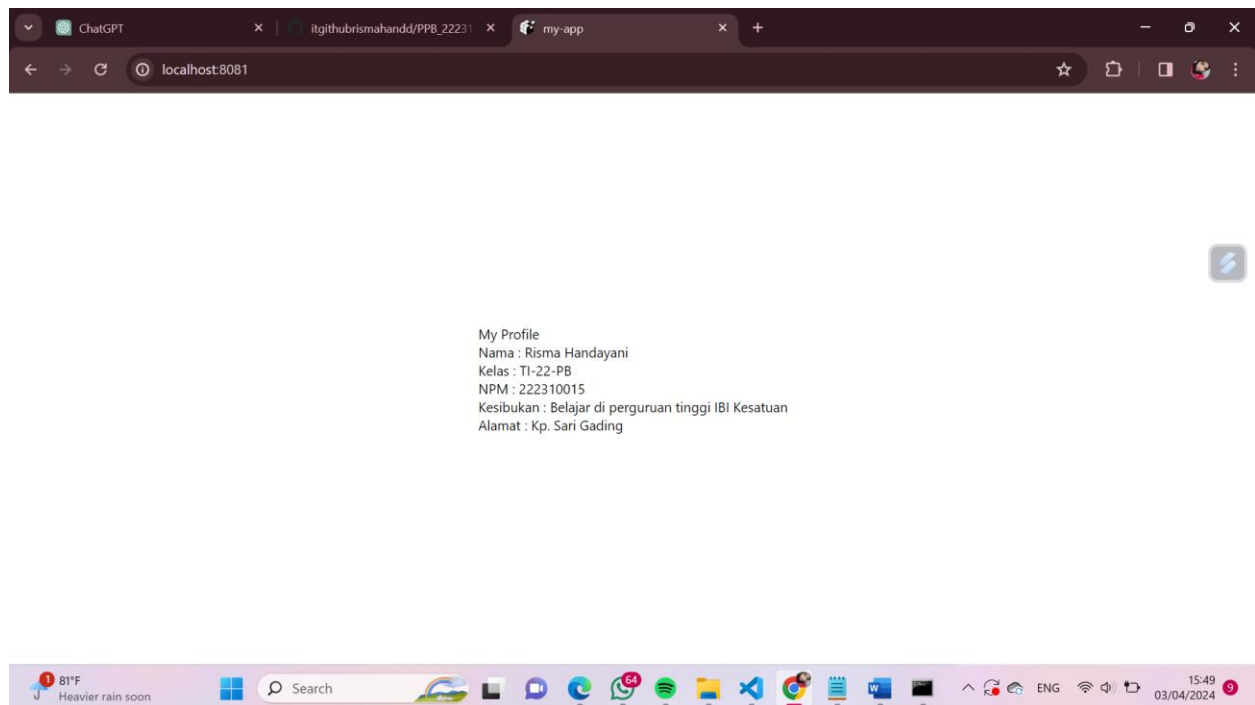 ChatGPT
itgithubrismahandd/PPB_22231
my-app
localhost:8081
My Profile
Nama : Risma Handayani
Kelas : TI-22-PB
NPM : 222310015
Kesibukan : Belajar di perguruan tinggi IBI Kesatuan
Alamat : Kp. Sari Gading
1
81°F
Heavier rain soon
Search
64
ENG
15:49
03/04/2024
9